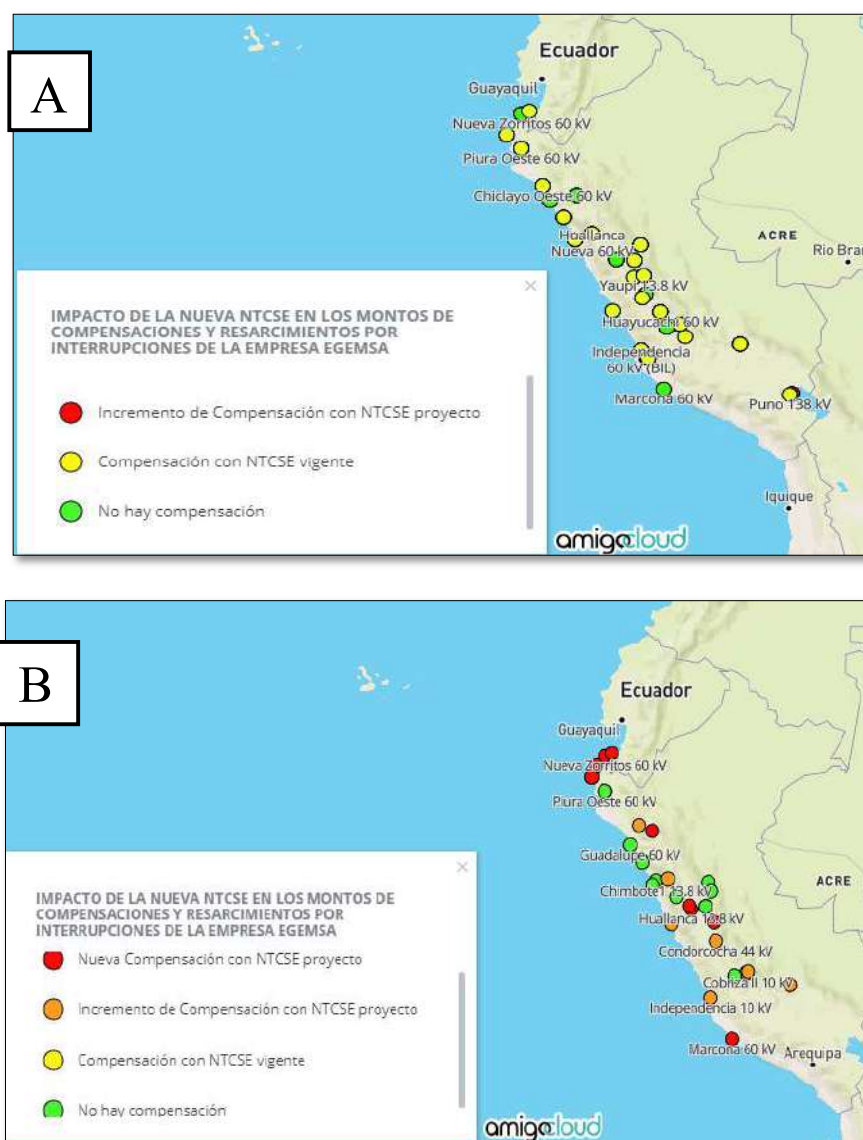 A
Ecuador
Guayaquil
Nueva Zorritos 60 kV
Piura Oeste 60 kV
Chiclayo Oeste 60 kV
Huallanca
Nueva 60 kV
ACRE
Rio Bra
Yaupi 13.8 kV
Huayucachi 60 kV
Independencia
60 kV (BIL)
Marcona 60 kV
Puno 138 kV
Iquique
×
IMPACTO DE LA NUEVA NTCSE EN LOS MONTOS DE
COMPENSACIONES Y RESARCIMIENTOS POR
INTERRUPCIONES DE LA EMPRESA EGEMSA
Incremento de Compensación con NTCSE proyecto
Compensación con NTCSE vigente
No hay compensación
amigocloud
B
Ecuador
Guayaquil
Nueva Zorritos 60 kV
Piura Oeste 60 kV
Guadalupe 60 kV
Chimbote1 13.8 kV
ACRE
Huallanca 13.8 kV
Condorcocha 44 kV
Cobriza II 10 kV
Independencia 10 kV
Marcona 60 kV
Arequipa
×
IMPACTO DE LA NUEVA NTCSE EN LOS MONTOS DE
COMPENSACIONES Y RESARCIMIENTOS POR
INTERRUPCIONES DE LA EMPRESA EGEMSA
Nueva Compensación con NTCSE proyecto
Incremento de Compensación con NTCSE proyecto
Compensación con NTCSE vigente
No hay compensación
amigocloud